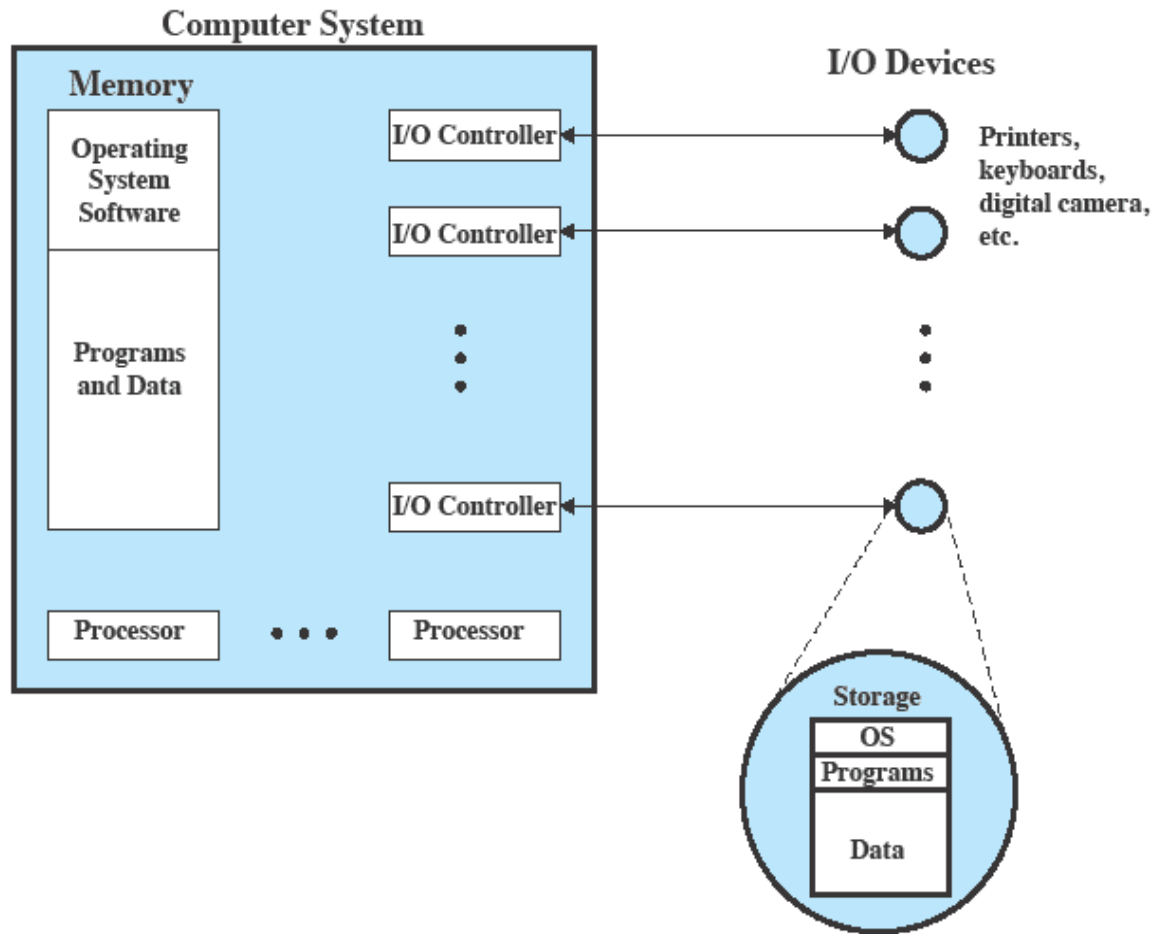 Computer System
I/O Devices
Memory
Operating
System
Software
Programs
and Data
I/O Controller
I/O Controller
I/O Controller
Printers,
keyboards,
digital camera,
etc.
Processor
Processor
Storage
OS
Programs
Data